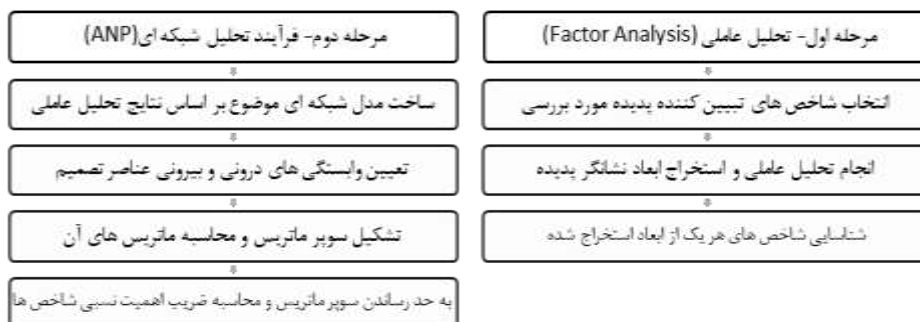 مرحله اول- تحلیل عاملی (Factor Analysis)
انتخاب شاخص های تبیین کننده پدیده مورد بررسی
انجام تحلیل عاملی و استخراج ابعاد نشانگر پدیده
شناسایی شاخص های هر یک از ابعاد استخراج شده
مرحله دوم- فرآیند تحلیل شبکه ای(ANP)
ساخت مدل شبکه ای موضوع بر اساس نتایج تحلیل عاملی
تعیین وابستگی های درونی و بیرونی عناصر تصمیم
تشکیل سوپر ماتریس و محاسبه ماتریس های آن
به حد رساندن سوپر ماتریس و محاسبه ضریب اهمیت نسبی شاخص ها